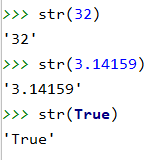 >>> str(32)
'32'
>>> str(3.14159)
'3.14159'
>>> str(True)
'True'